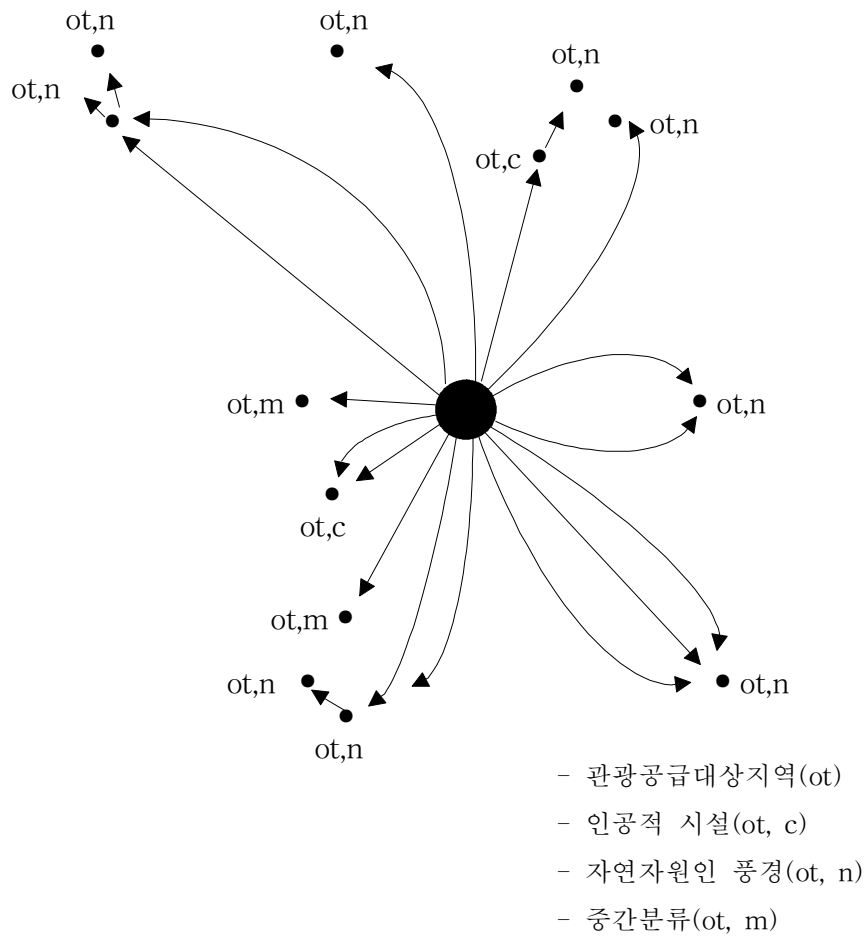 ot,n
ot,n
ot,n
ot,n
ot,n
ot,c
ot,m
ot,n
ot,c
ot,m
ot,n
ot,n
ot,n
- 관광공급대상지역(ot)
- 인공적 시설(ot, c)
- 자연자원인 풍경(ot, n)
- 중간분류(ot, m)